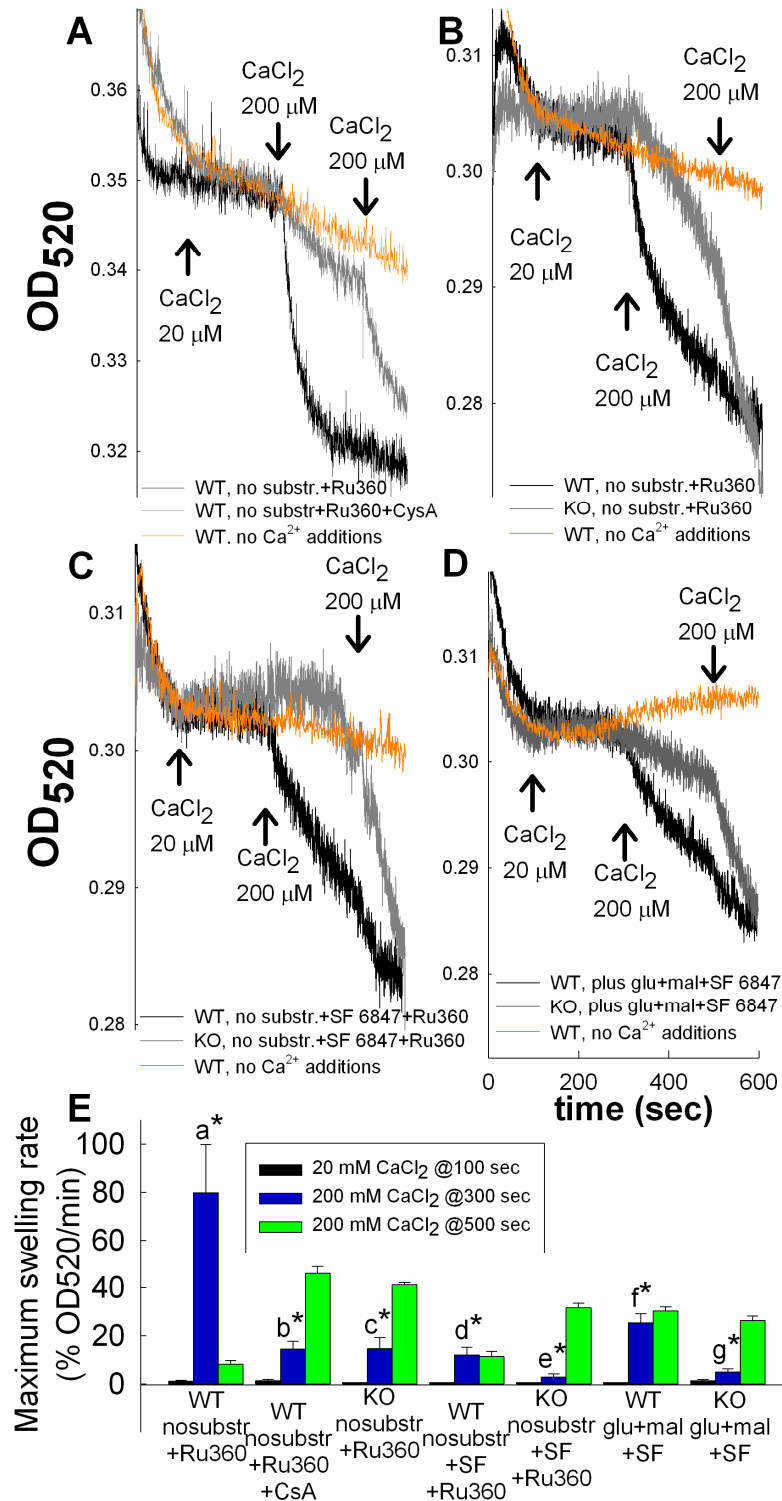 A
CaCl2
200 µM
CaCl2
200 µM
0.36
0.35
0.34
0.33
0.32
OD520
CaCl2
20 µM
WT, no substr.+Ru360
WT, no substr+Ru360+CysA
WT. no Ca2+ additions
B
CaCl2
200 µM
0.31
0.30
0.29
0.28
CaCl2
20 µM
CaCl2
200 µM
WT, no substr.+Ru360
KO, no substr.+Ru360
WT, no Ca2+ additions
C
CaCl2
200 µM
0.31
0.30
0.29
0.28
OD520
CaCl2
20 µM
CaCl2
200 µM
WT, no substr.+SF 6847+Ru360
KO, no substr.+SF 6847+Ru360
WT, no Ca2+ additions
D
CaCl2
200 µM
0.31
0.30
0.29
0.28
CaCl2
20 µM
CaCl2
200 µM
WT, plus glu+mal+SF 6847
KO, plus glu+mal+SF 6847
WT, no Ca2+ additions
0 200 400 600
time (sec)
E
Maximum swelling rate
(% OD520/min)
100
80
60
40
20
0
20 mM CaCl2 @100 sec
200 mM CaCl2 @300 sec
200 mM CaCl2 @500 sec
a*
b*
c*
d*
e*
f*
g*
WT
nosubstr
+Ru360
WT
nosubstr
+Ru360
+CsA
KO
nosubstr
+Ru360
WT
nosubstr
+SF
+Ru360
KO
nosubstr
+SF
+Ru360
WT
glu+mal
+SF
KO
glu+mal
+SF